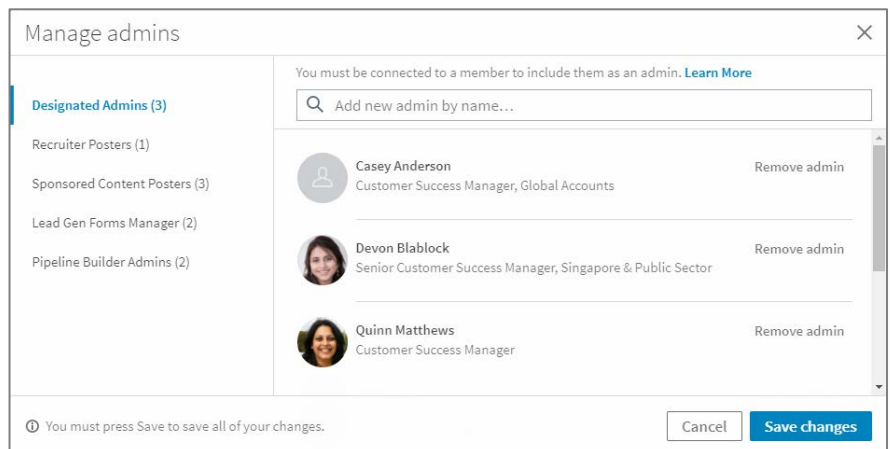 Manage admins
You must be connected to a member to include them as an admin. Learn More
Add new admin by name...
Designated Admins (3)
Recruiter Posters (1)
Sponsored Content Posters (3)
Lead Gen Forms Manager (2)
Pipeline Builder Admins (2)
Casey Anderson
Remove admin
Customer Success Manager, Global Accounts
Devon Blablock
Remove admin
Senior Customer Success Manager, Singapore & Public Sector
Quinn Matthews
Remove admin
Customer Success Manager
You must press Save to save all of your changes.
Cancel
Save changes